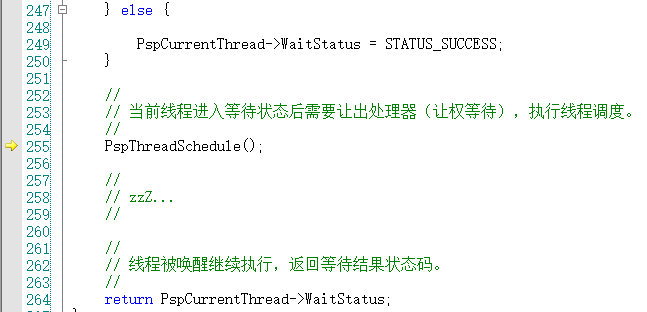 247 } else {
248
249 PspCurrentThread->WaitStatus = STATUS_SUCCESS;
250 }
251
252 //
253 // 当前线程进入等待状态后需要让出处理器（让权等待），执行线程调度。
254 //
255 PspThreadSchedule();
256
257 //
258 // zzZ...
259 //
260
261 //
262 // 线程被唤醒继续执行，返回等待结果状态码。
263 //
264 return PspCurrentThread->WaitStatus;